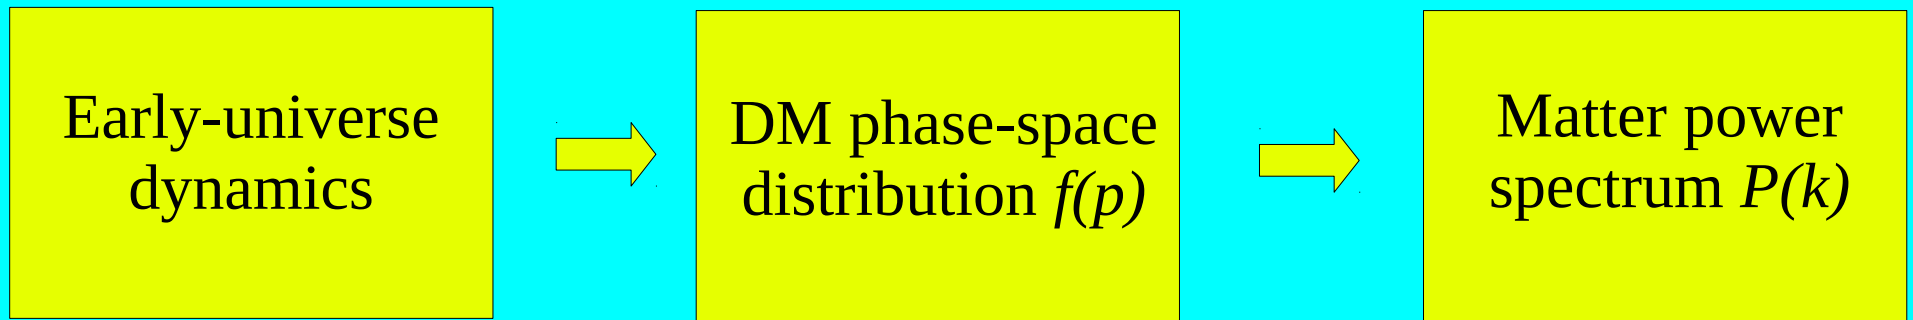 Early-universe
dynamics
DM phase-space
distribution f(p)
Matter power
spectrum P(k)